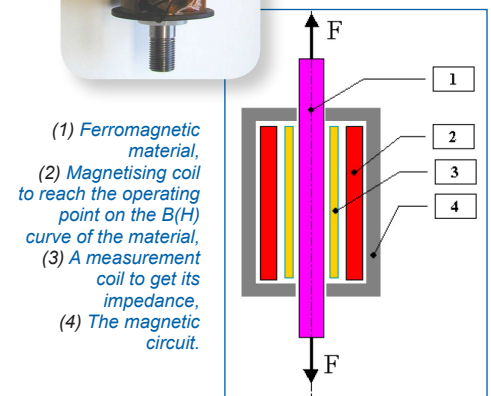 F
1
(1) Ferromagnetic
material,
2
(2) Magnetising coil
to reach the operating
3
point on the B(H)
4
curve of the material,
(3) A measurement
coil to get its
impedance,
(4) The magnetic
circuit.
F